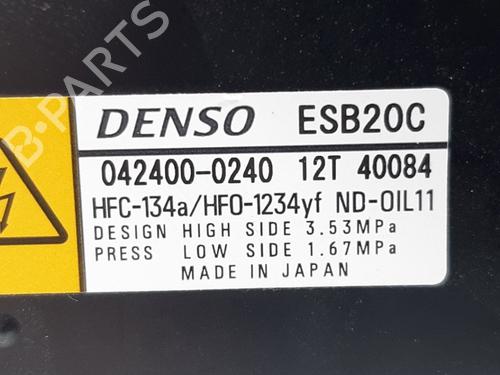 B-PARTS
DENSO ESB20C
042400-0240 12T 40084
HFC-134a/HFO-1234yf ND-OIL11
DESIGN HIGH SIDE 3.53MPa
PRESS LOW SIDE 1.67MPa
MADE IN JAPAN